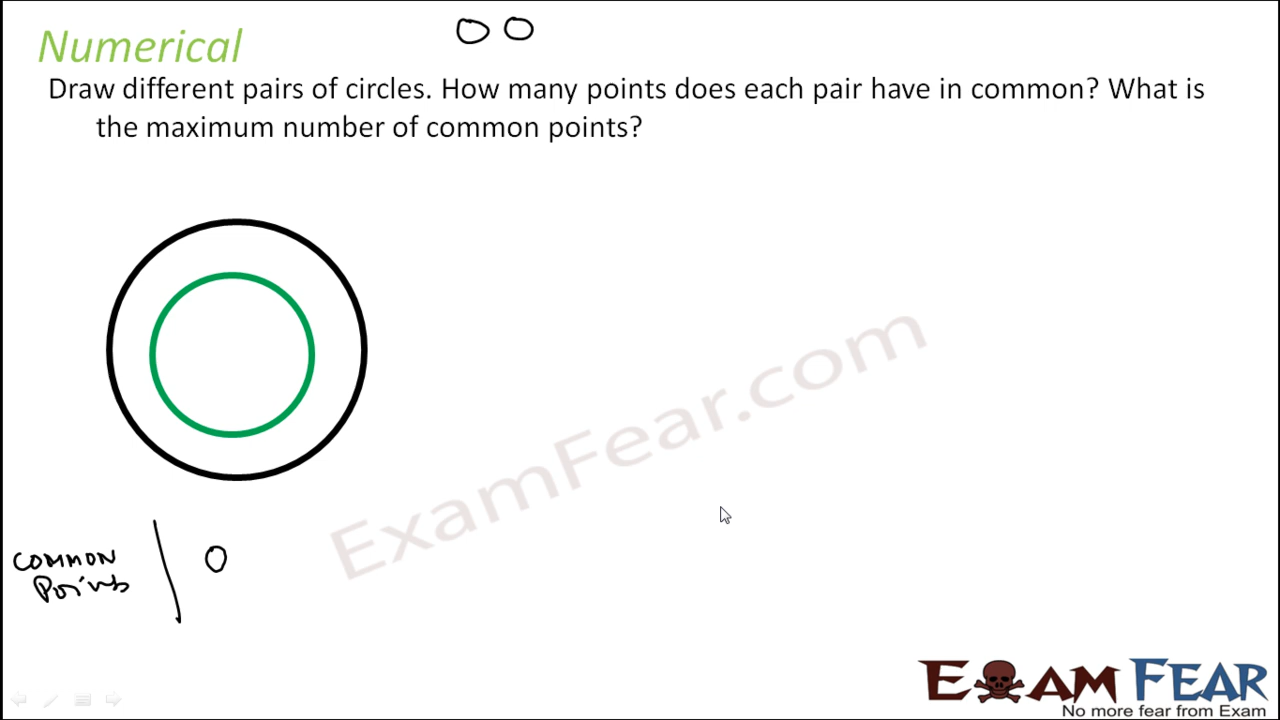 Numerical
Draw different pairs of circles. How many points does each pair have in common? What is
the maximum number of common points?
ExamFear.com
COMMON
Points
0
EXAM FEAR
No more fear from Exam